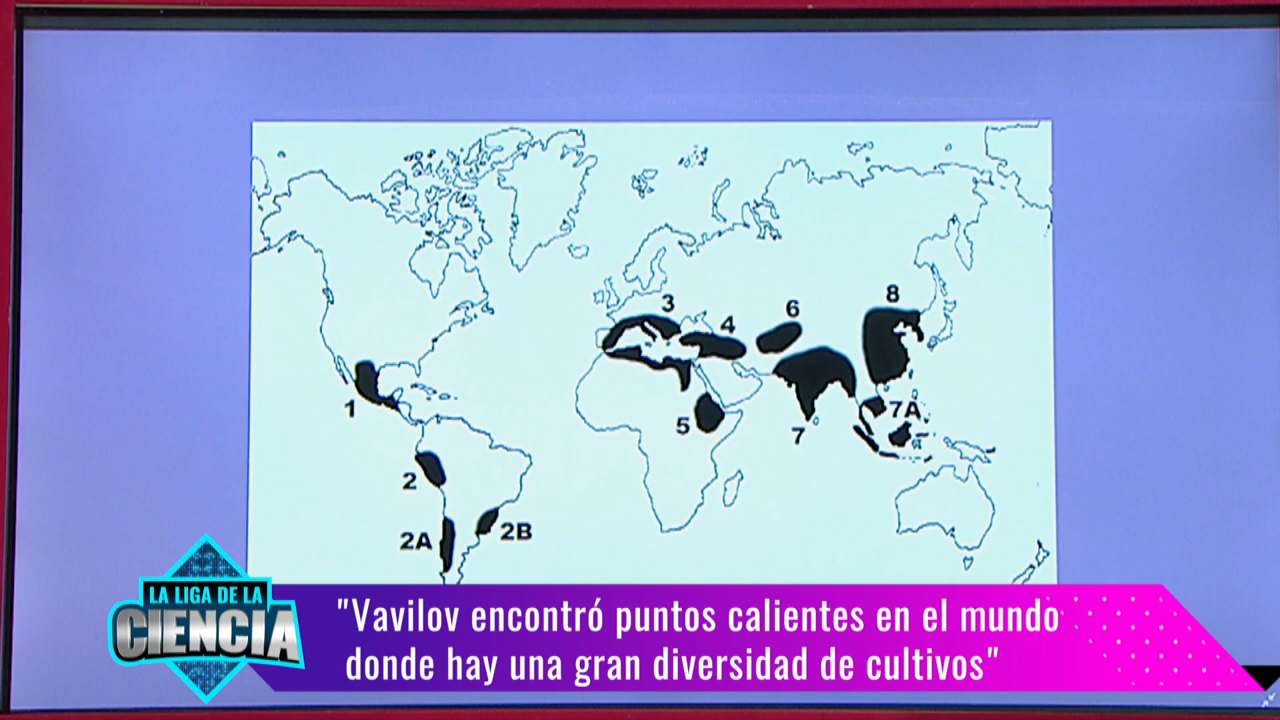 8
3
6
4
1
7A
5
7
2
2A
2B
LA LIGA DE LA
CIENCIA
"Vavilov encontró puntos calientes en el mundo
donde hay una gran diversidad de cultivos"